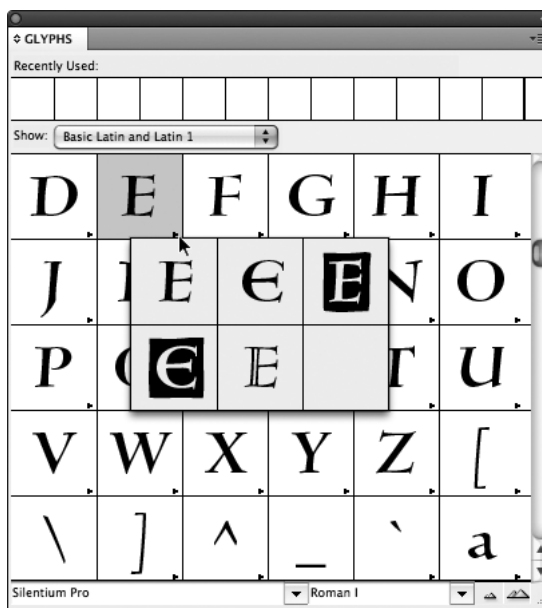 GLYPHS
Recently Used:
Show: Basic Latin and Latin 1
D E F G H I
J E E E N O
P E E T U
V W X Y Z [
\ ] ^ _ ` a
Silentium Pro Roman I